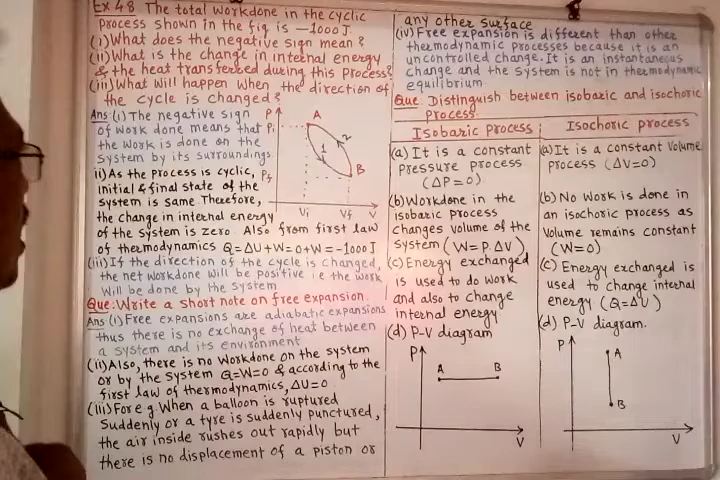 Ex 4.8 The total workdone in the cyclic
process shown in the fig is -1000J.
(i) What does the negative sign mean?
(ii) What is the change in internal energy
& the heat transferred during this process?
(iii) What will happen when the direction of
the cycle is changed?
Ans (i) The negative sign
of work done means that
the work is done on the
system by its surroundings.
ii) As the process is cyclic,
initial & final state of the
system is same. Therefore,
the change in internal energy
of the system is zero Also from first law
of thermodynamics Q=ΔU+W=0+W=-1000J
(iii) If the direction of the cycle is changed,
the net workdone will be positive i.e the work
will be done by the system
P
Pi
Pf
A
1
2
B
Vi
Vf
V
Que: Write a short note on free expansion.
Ans (i) Free expansions are adiabatic expansions
thus there is no exchange of heat between
a system and its environment
(ii) Also, there is no workdone on the system
or by the system Q=W=0 & according to the
first law of thermodynamics, ΔU=0
(iii) For e.g. When a balloon is ruptured
suddenly or a tyre is suddenly punctured,
the air inside rushes out rapidly but
there is no displacement of a piston or
any other surface
(iv) Free expansion is different than other
thermodynamic processes because it is an
uncontrolled change. It is an instantaneous
change and the system is not in thermodynamic
equilibrium
Que: Distinguish between isobaric and isochoric
process.
Isobaric process
(a) It is a constant
pressure process
(ΔP=0)
(b) Workdone in the
isobaric process
changes volume of the
system (W=P.ΔV)
(c) Energy exchanged
is used to do work
and also to change
internal energy
(d) P-V diagram
P
A
B
V
Isochoric process
(a) It is a constant volume
process (ΔV=0)
(b) No work is done in
an isochoric process as
volume remains constant
(W=0)
(c) Energy exchanged is
used to change internal
energy (Q=ΔU)
(d) P-V diagram.
P
A
B
V